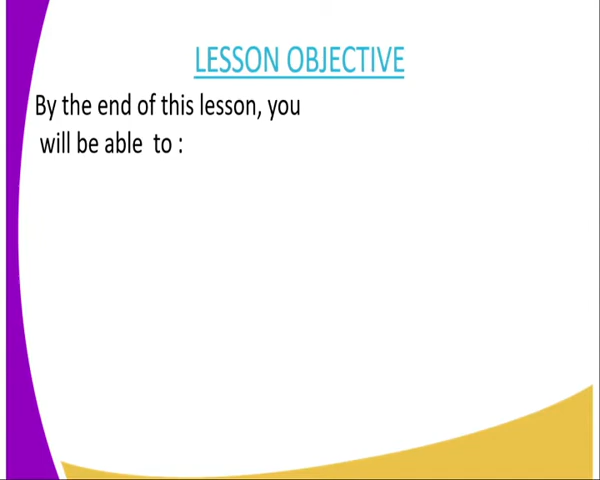 LESSON OBJECTIVE
By the end of this lesson, you
will be able to :